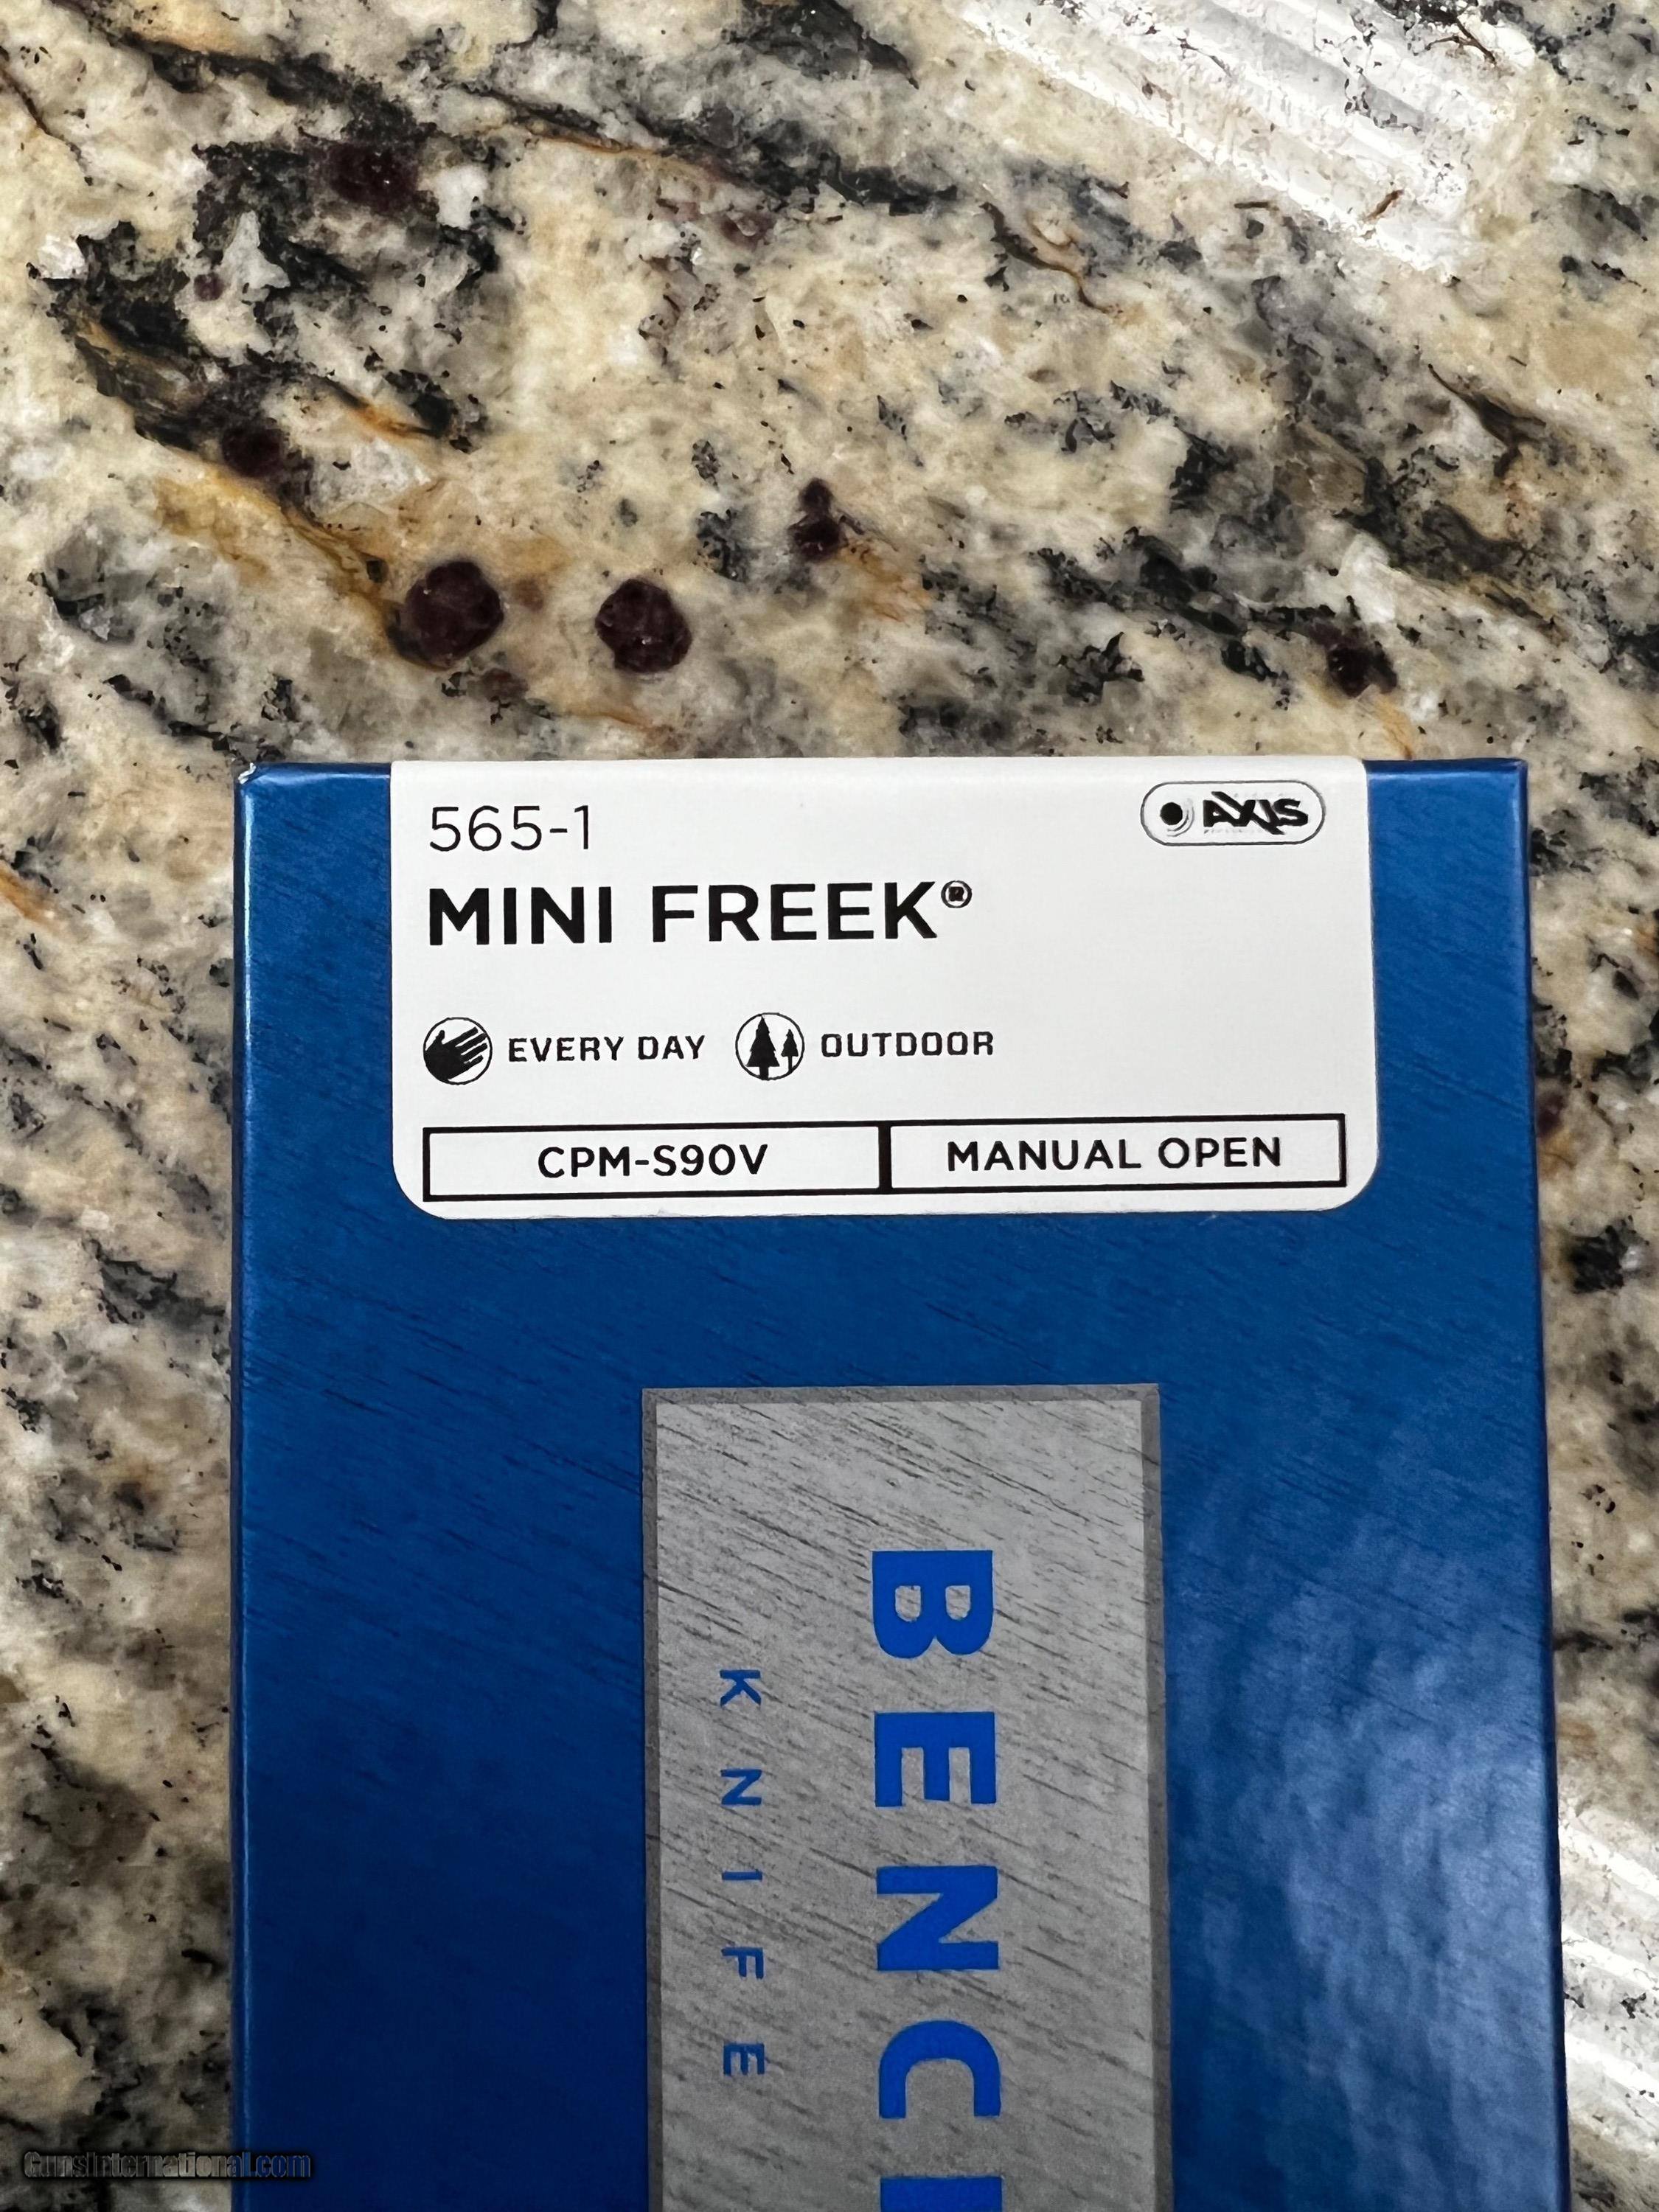 565-1
AXIS
MINI FREEK®
EVERY DAY OUTDOOR
CPM-S90V MANUAL OPEN
BENC
KNIFE
GunsInternational.com